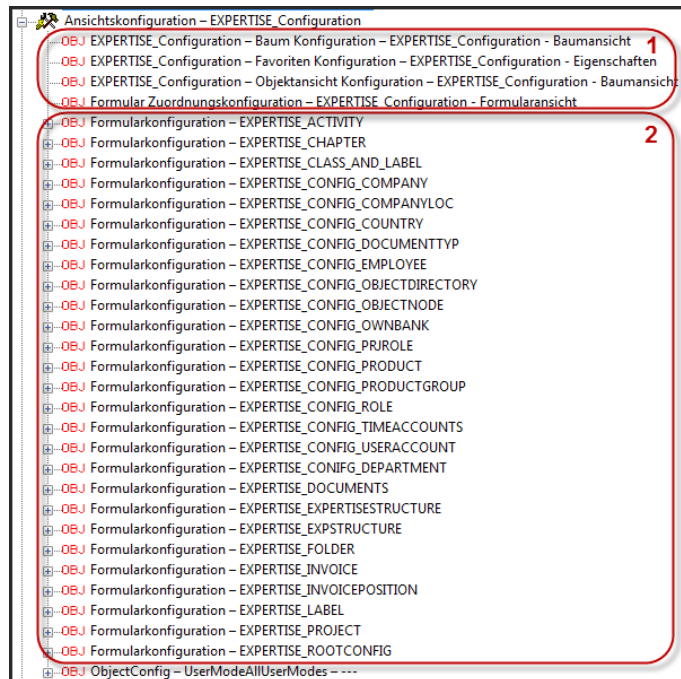 Ansichtskonfiguration – EXPERTISE_Configuration
OBJ EXPERTISE_Configuration – Baum Konfiguration – EXPERTISE_Configuration - Baumansicht 1
OBJ EXPERTISE_Configuration – Favoriten Konfiguration – EXPERTISE_Configuration - Eigenschaften
OBJ EXPERTISE_Configuration – Objektansicht Konfiguration – EXPERTISE_Configuration - Baumansicht
OBJ Formular Zuordnungskonfiguration – EXPERTISE_Configuration - Formularansicht
OBJ Formularkonfiguration – EXPERTISE_ACTIVITY 2
OBJ Formularkonfiguration – EXPERTISE_CHAPTER
OBJ Formularkonfiguration – EXPERTISE_CLASS_AND_LABEL
OBJ Formularkonfiguration – EXPERTISE_CONFIG_COMPANY
OBJ Formularkonfiguration – EXPERTISE_CONFIG_COMPANYLOC
OBJ Formularkonfiguration – EXPERTISE_CONFIG_COUNTRY
OBJ Formularkonfiguration – EXPERTISE_CONFIG_DOCUMENTTYP
OBJ Formularkonfiguration – EXPERTISE_CONFIG_EMPLOYEE
OBJ Formularkonfiguration – EXPERTISE_CONFIG_OBJECTDIRECTORY
OBJ Formularkonfiguration – EXPERTISE_CONFIG_OBJECTNODE
OBJ Formularkonfiguration – EXPERTISE_CONFIG_OWNBANK
OBJ Formularkonfiguration – EXPERTISE_CONFIG_PRJROLE
OBJ Formularkonfiguration – EXPERTISE_CONFIG_PRODUCT
OBJ Formularkonfiguration – EXPERTISE_CONFIG_PRODUCTGROUP
OBJ Formularkonfiguration – EXPERTISE_CONFIG_ROLE
OBJ Formularkonfiguration – EXPERTISE_CONFIG_TIMEACCOUNTS
OBJ Formularkonfiguration – EXPERTISE_CONFIG_USERACCOUNT
OBJ Formularkonfiguration – EXPERTISE_CONIFG_DEPARTMENT
OBJ Formularkonfiguration – EXPERTISE_DOCUMENTS
OBJ Formularkonfiguration – EXPERTISE_EXPERTISESTRUCTURE
OBJ Formularkonfiguration – EXPERTISE_EXPSTRUCTURE
OBJ Formularkonfiguration – EXPERTISE_FOLDER
OBJ Formularkonfiguration – EXPERTISE_INVOICE
OBJ Formularkonfiguration – EXPERTISE_INVOICEPOSITION
OBJ Formularkonfiguration – EXPERTISE_LABEL
OBJ Formularkonfiguration – EXPERTISE_PROJECT
OBJ Formularkonfiguration – EXPERTISE_ROOTCONFIG
OBJ ObjectConfig – UserModeAllUserModes – ---